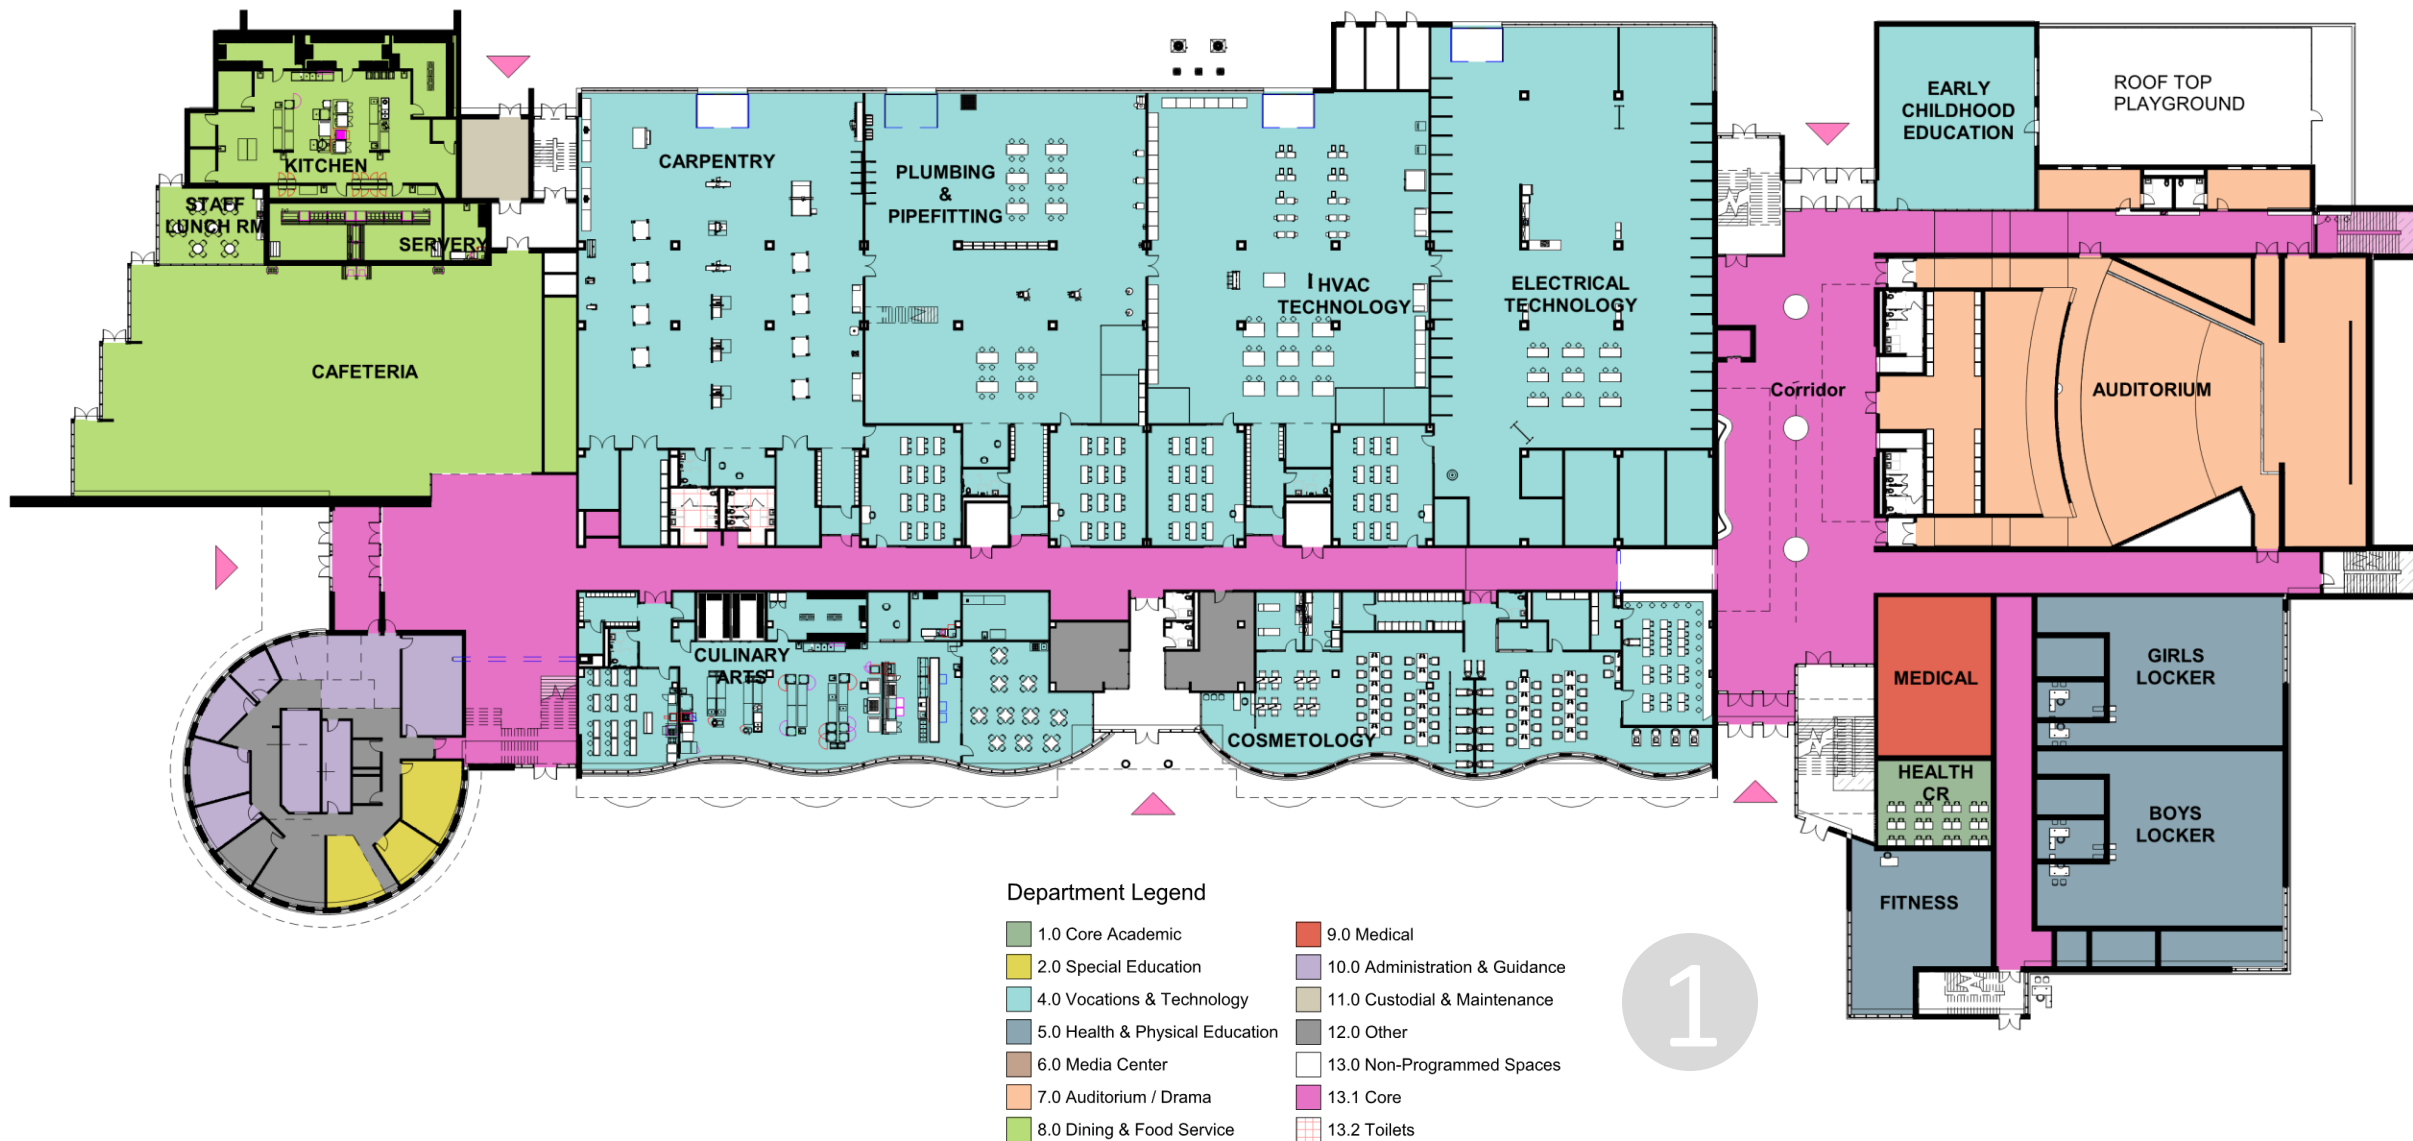 KITCHEN
STAFF
LUNCH RM
SERVERY
CAFETERIA
CARPENTRY
PLUMBING
&
PIPEFITTING
HVAC
TECHNOLOGY
ELECTRICAL
TECHNOLOGY
EARLY
CHILDHOOD
EDUCATION
ROOF TOP
PLAYGROUND
Corridor
AUDITORIUM
CULINARY
ARTS
COSMETOLOGY
MEDICAL
HEALTH
CR
GIRLS
LOCKER
BOYS
LOCKER
FITNESS
Department Legend
1.0 Core Academic
2.0 Special Education
4.0 Vocations & Technology
5.0 Health & Physical Education
6.0 Media Center
7.0 Auditorium / Drama
8.0 Dining & Food Service
9.0 Medical
10.0 Administration & Guidance
11.0 Custodial & Maintenance
12.0 Other
13.0 Non-Programmed Spaces
13.1 Core
13.2 Toilets
1